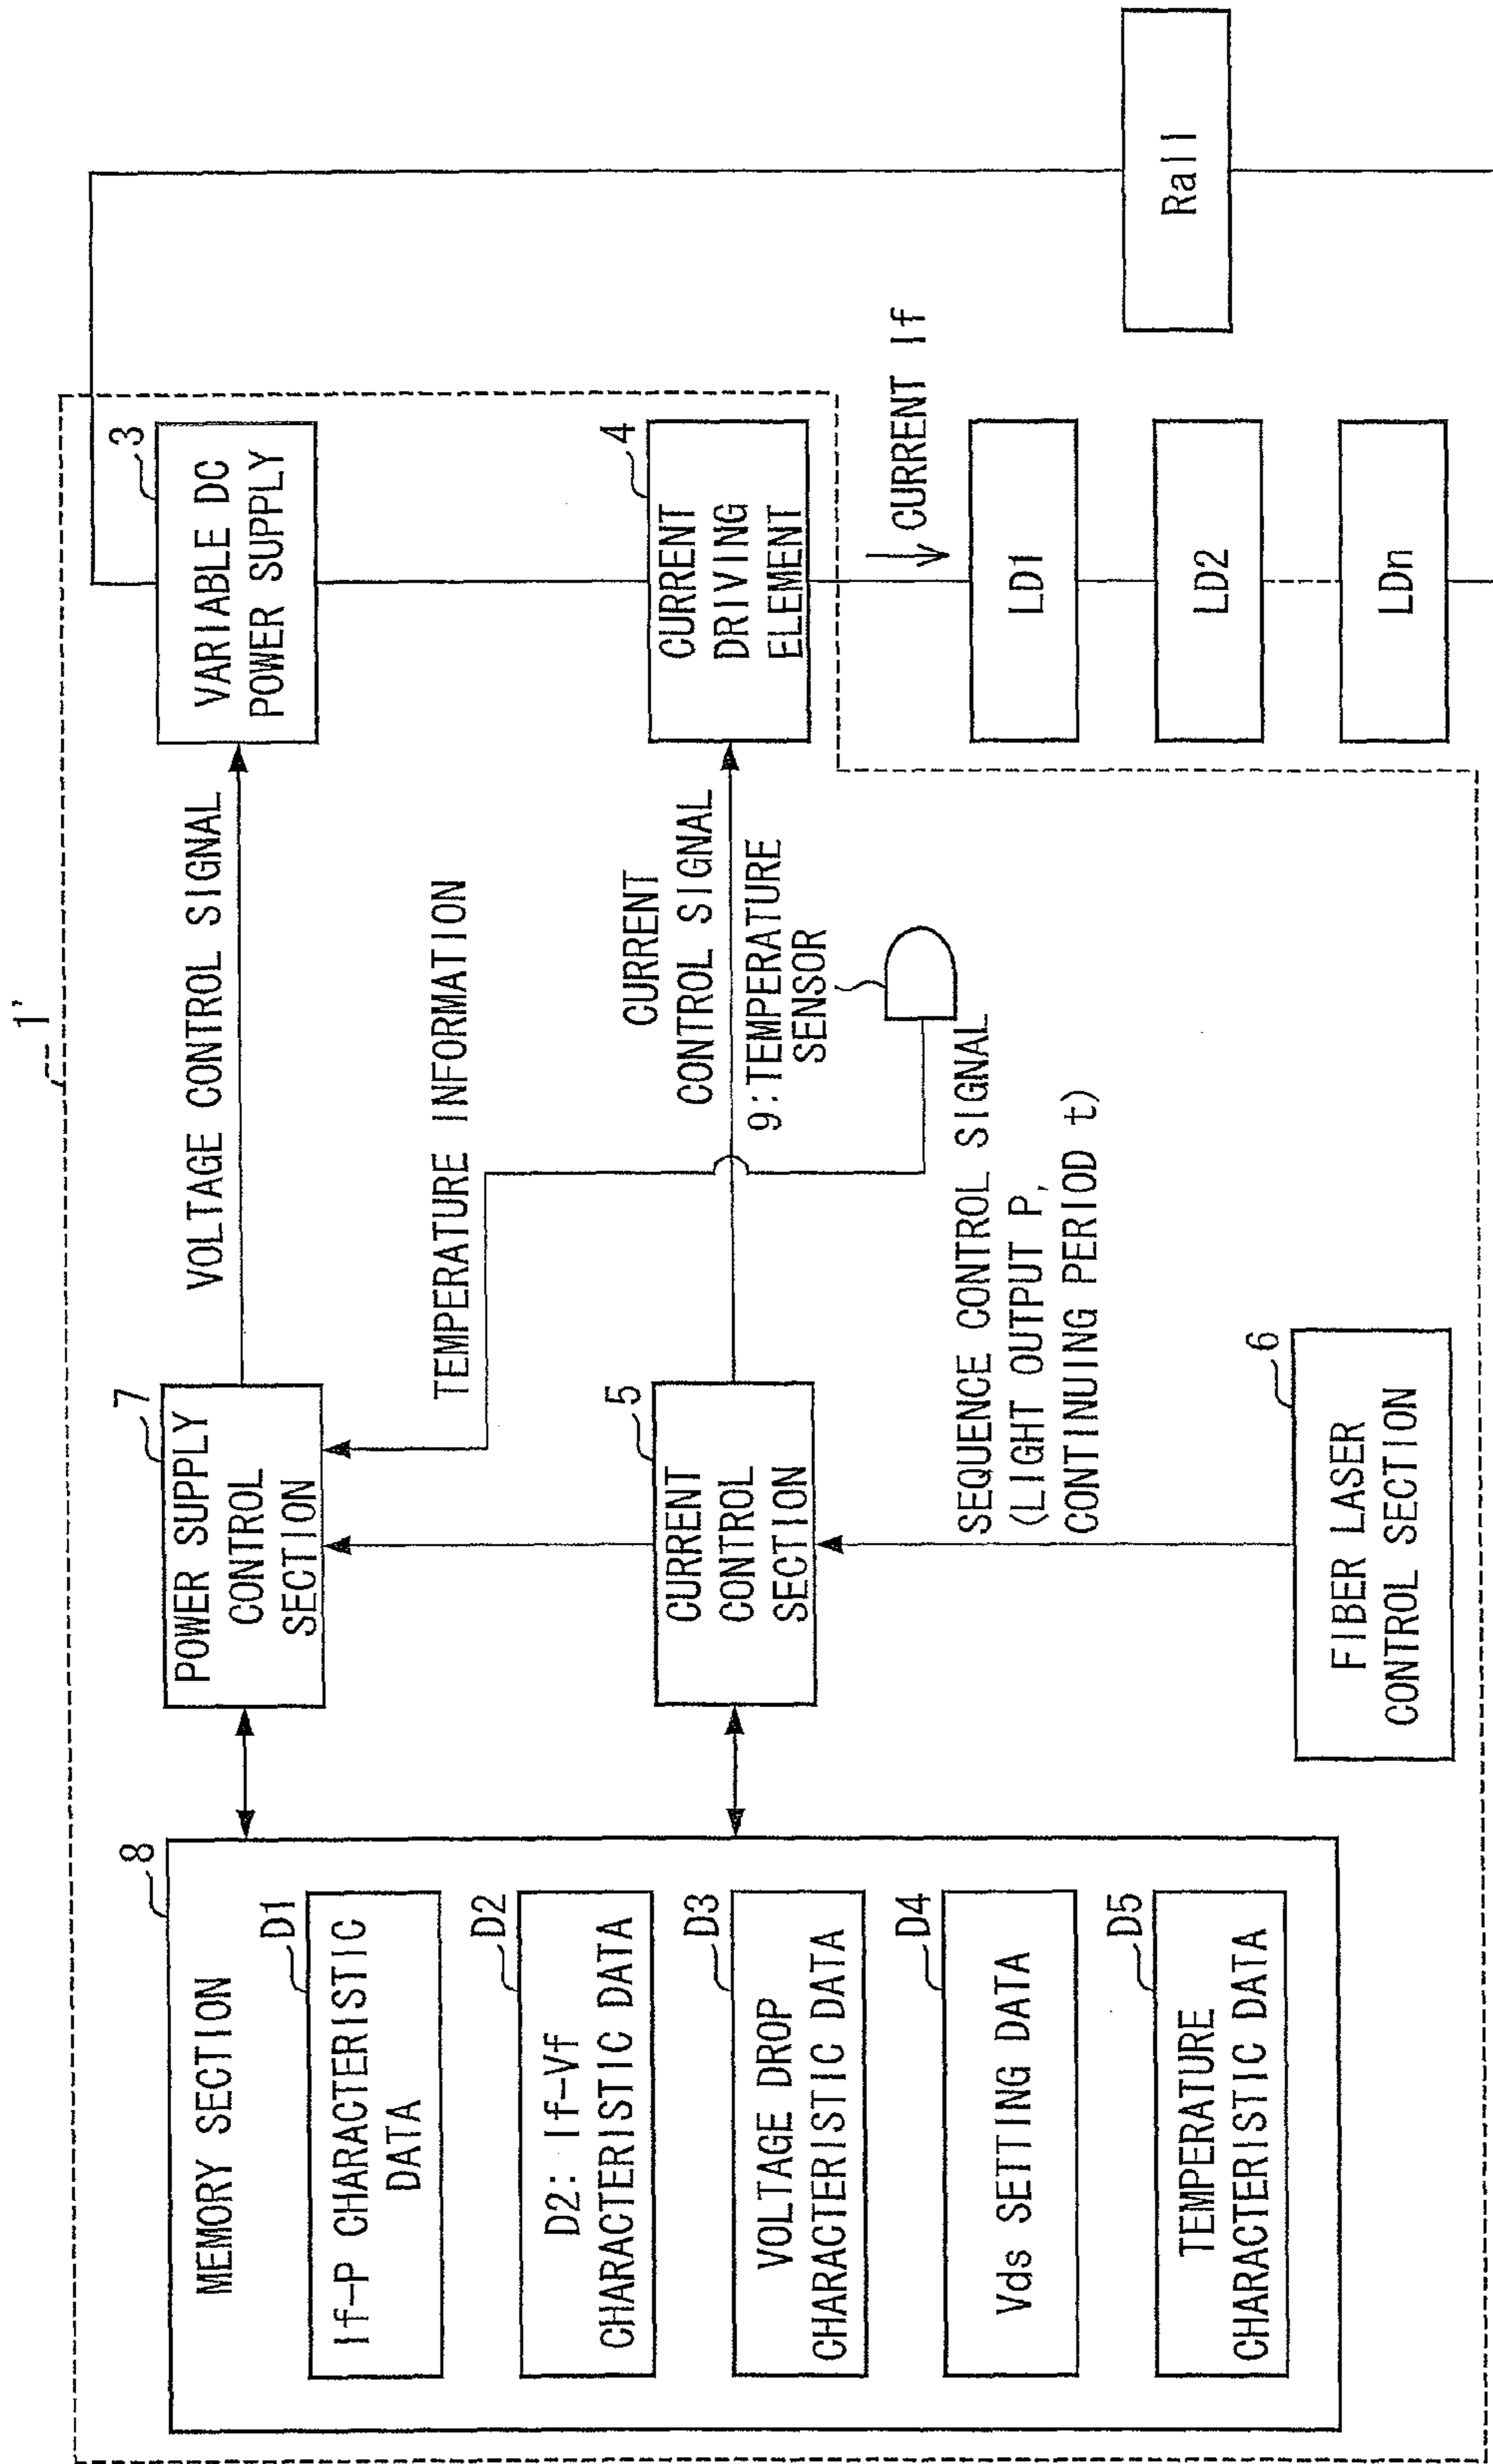 1'
8
MEMORY SECTION
D1
If-P CHARACTERISTIC
DATA
D2
D2: If-Vf
CHARACTERISTIC DATA
D3
VOLTAGE DROP
CHARACTERISTIC DATA
D4
Vds SETTING DATA
D5
TEMPERATURE
CHARACTERISTIC DATA
7
POWER SUPPLY
CONTROL
SECTION
5
CURRENT
CONTROL
SECTION
6
FIBER LASER
CONTROL SECTION
VOLTAGE CONTROL SIGNAL
TEMPERATURE INFORMATION
CURRENT
CONTROL SIGNAL
9:TEMPERATURE
SENSOR
SEQUENCE CONTROL SIGNAL
(LIGHT OUTPUT P,
CONTINUING PERIOD t)
3
VARIABLE DC
POWER SUPPLY
4
CURRENT
DRIVING
ELEMENT
CURRENT If
LD1
LD2
LDn
Rall